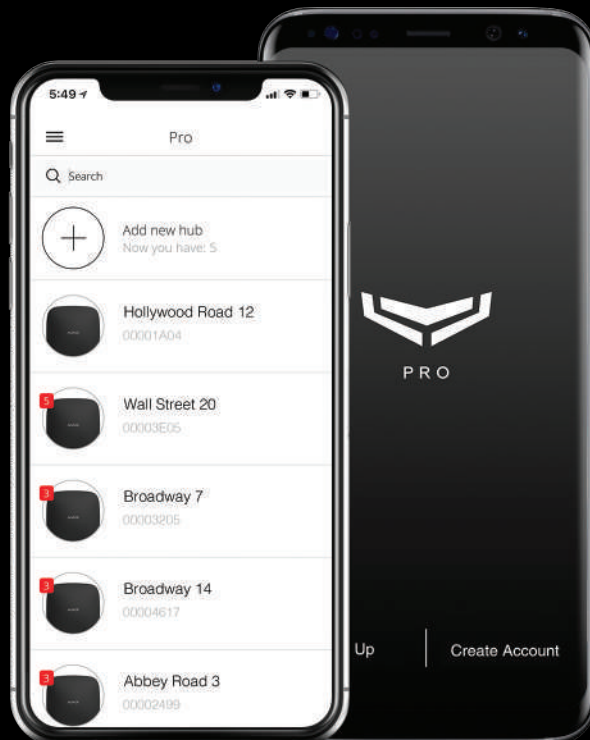 5:49
Pro
Search
Add new hub
Now you have: 5
Hollywood Road 12
00001A04
5
Wall Street 20
00003E05
3
Broadway 7
00003205
3
Broadway 14
00004617
3
Abbey Road 3
00002499
PRO
Up
Create Account